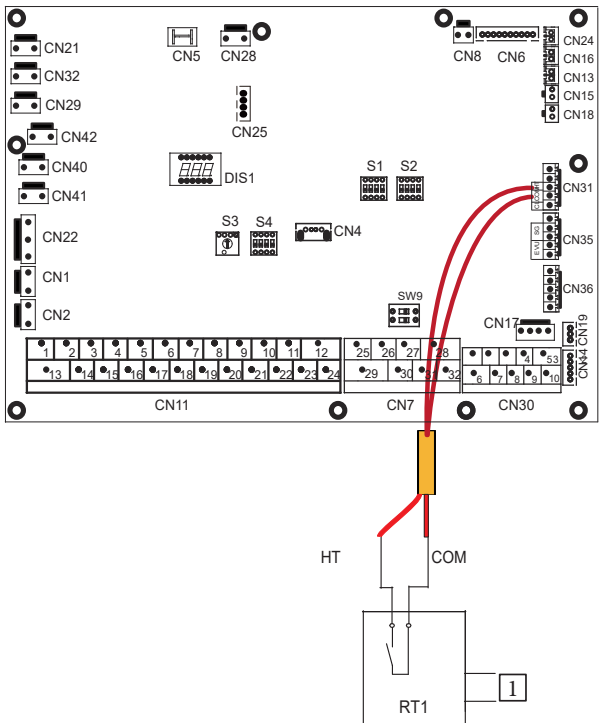 CN21
CN32
CN29
CN42
CN40
CN41
CN22
CN1
CN2
CN5
CN28
CN25
DIS1
S1 S2
S3 S4
CN4
SW9
CN8 CN6
CN24
CN16
CN13
CN15
CN18
CN31
CN35
SG
EVU
CN36
CN17
CN19
1 2 3 4 5 6 7 8 9 10 11 12
13 14 15 16 17 18 19 20 21 22 23 24
CN11
25 26 27 28
29 30 31 32
CN7
4 53
6 7 8 9 10
CN30
HT COM
RT1
1